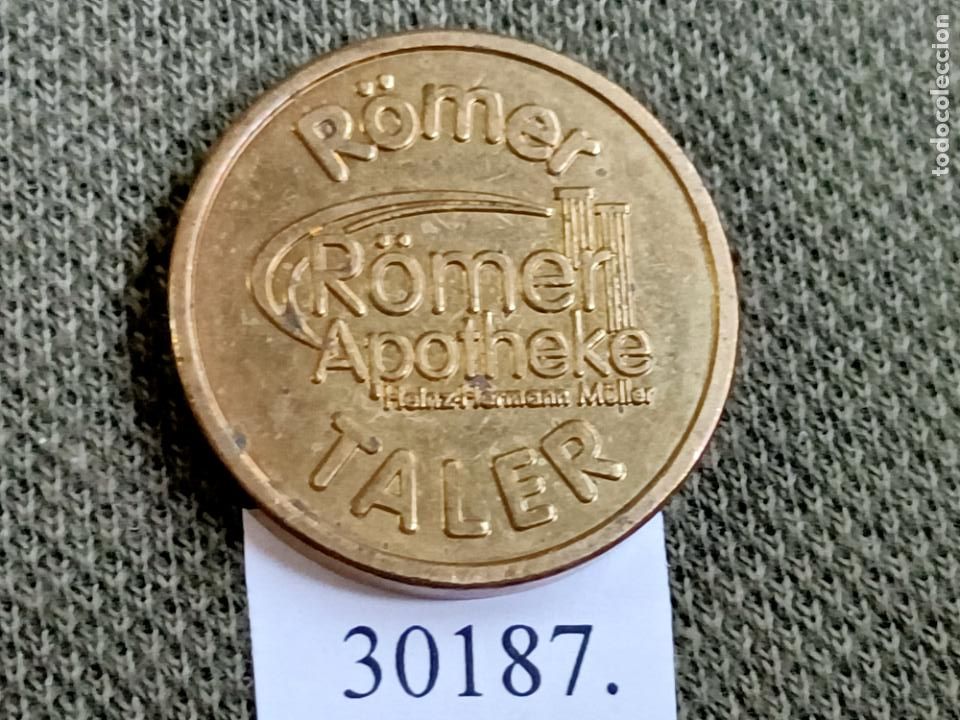 Römer
Römer
Apotheke
Heinz-Hermann Müller
TALER
30187.
todocoleccion